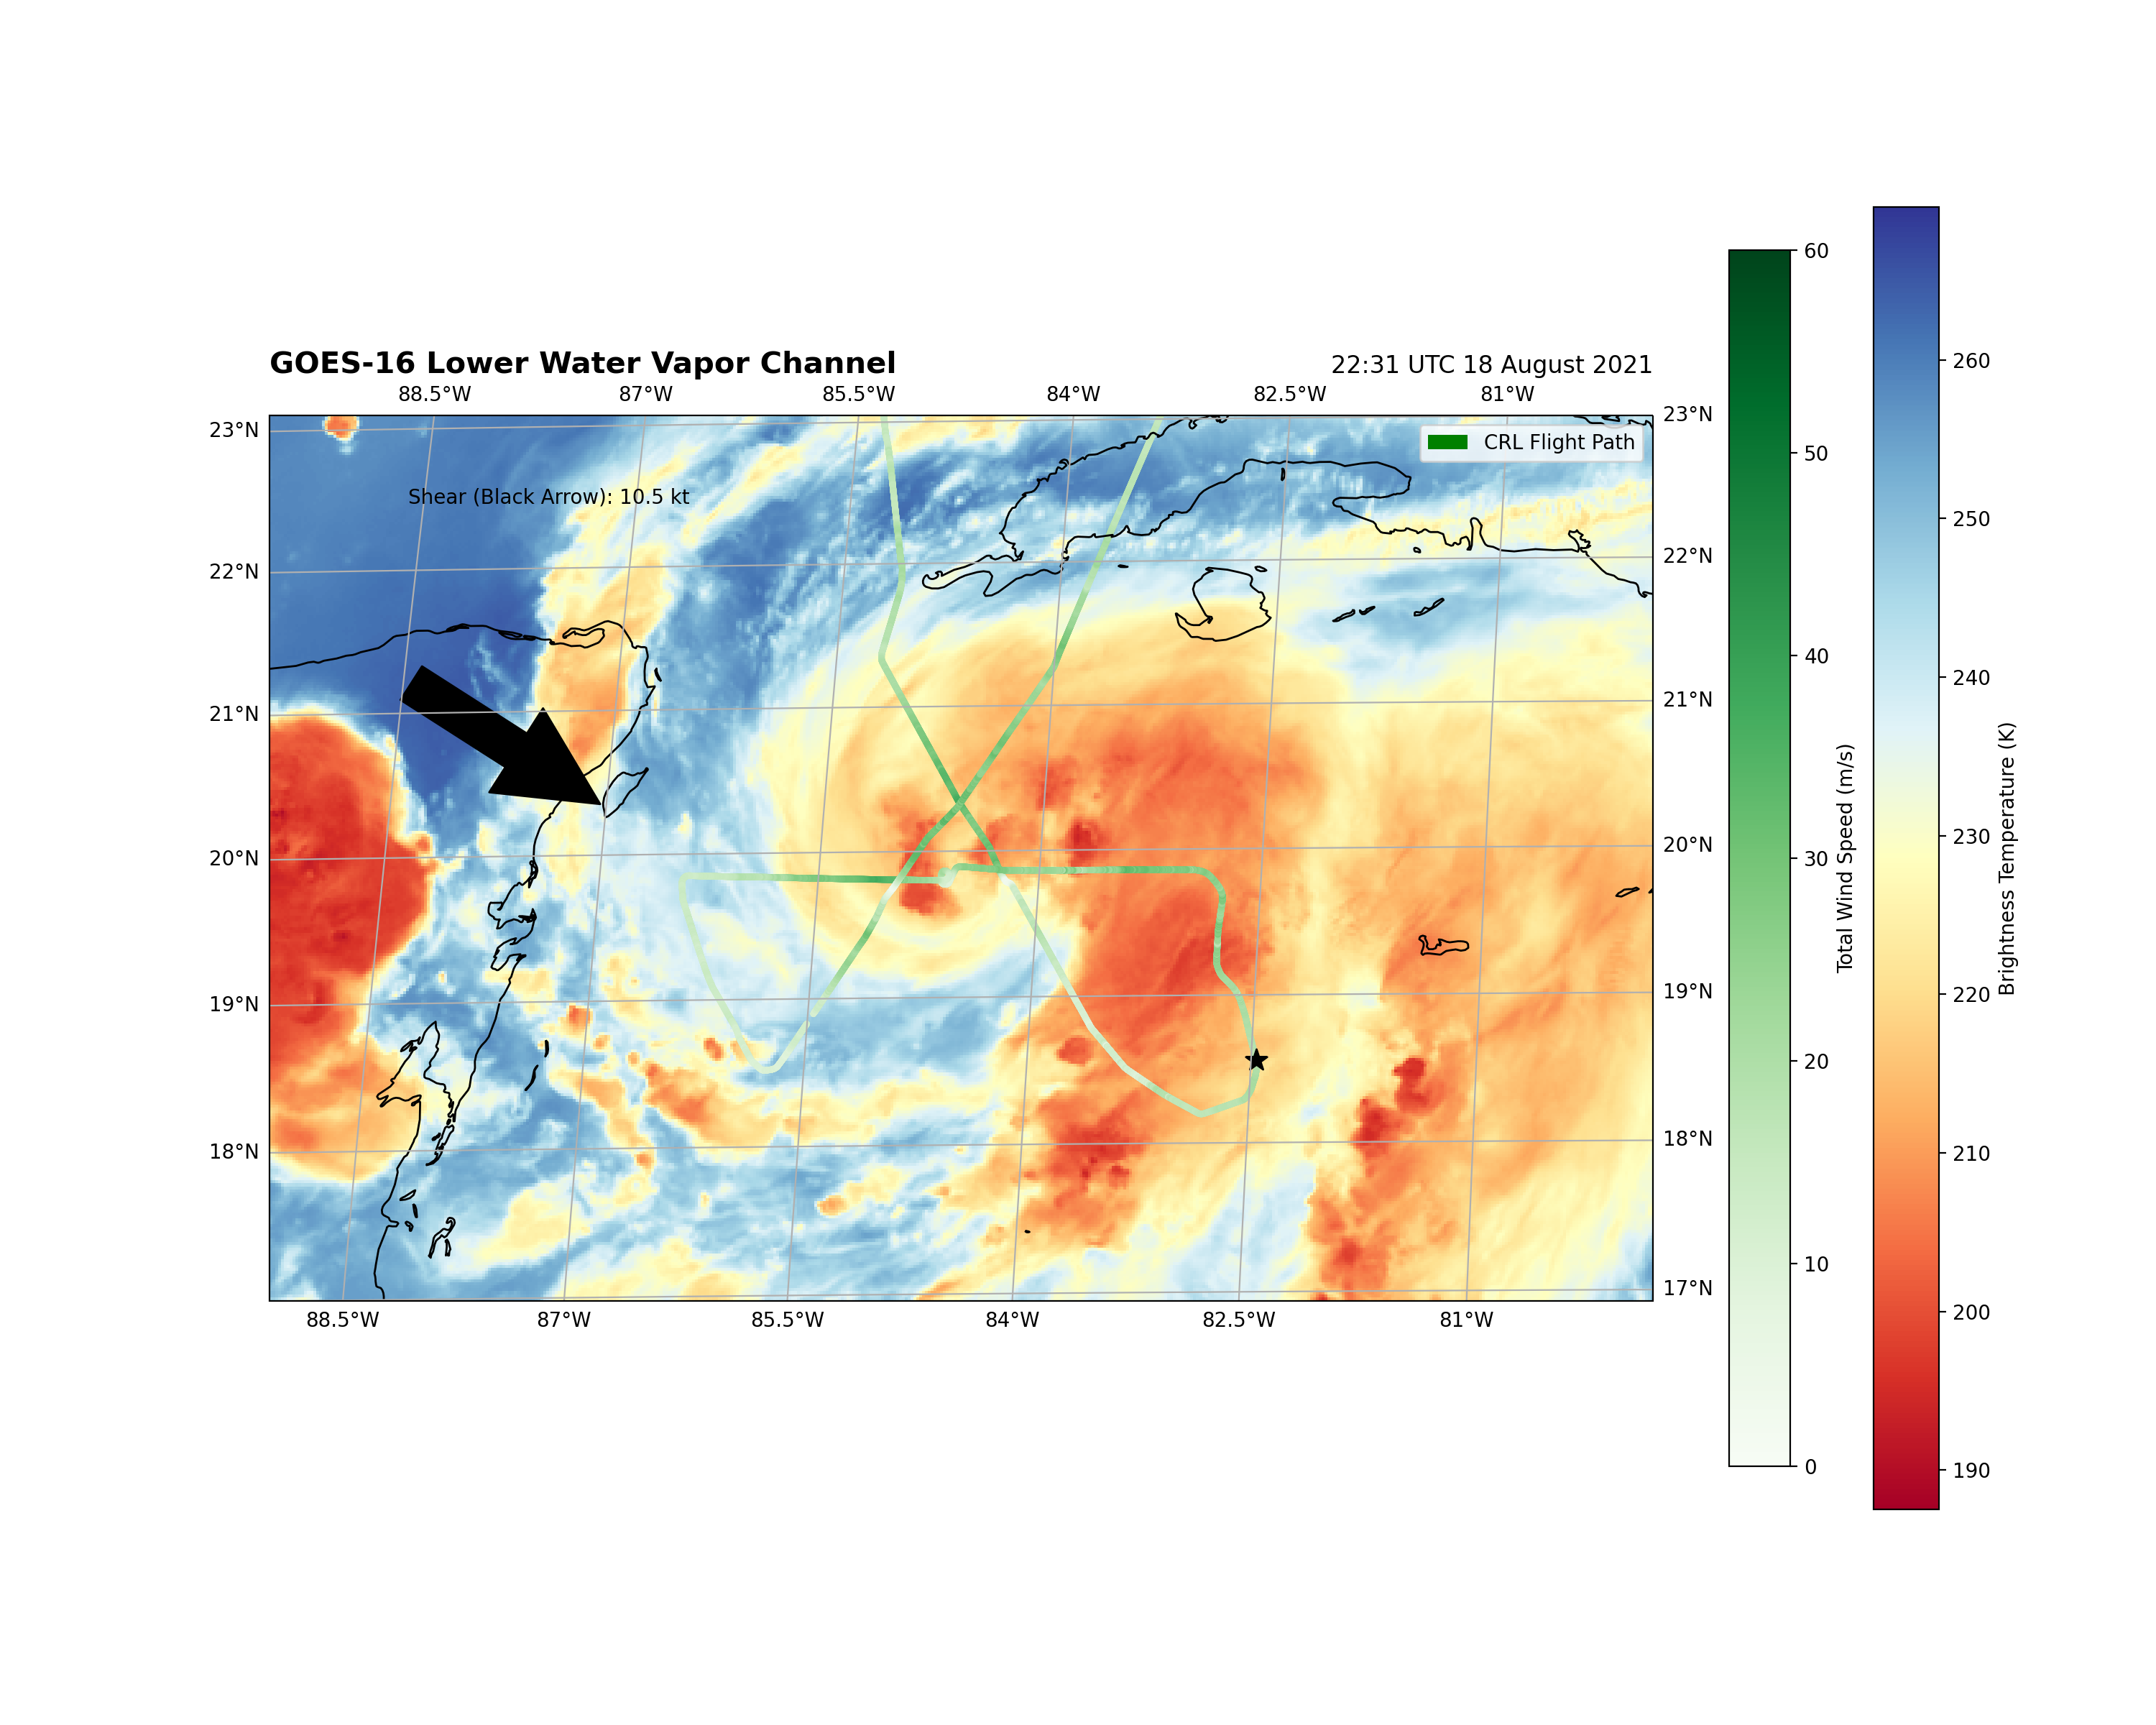 GOES-16 Lower Water Vapor Channel
22:31 UTC 18 August 2021
88.5°W 87°W 85.5°W 84°W 82.5°W 81°W
CRL Flight Path
Shear (Black Arrow): 10.5 kt
23°N
22°N
21°N
20°N
19°N
18°N
23°N
22°N
21°N
20°N
19°N
18°N
17°N
88.5°W 87°W 85.5°W 84°W 82.5°W 81°W
60
50
40
30
20
10
0
Total Wind Speed (m/s)
260
250
240
230
220
210
200
190
Brightness Temperature (K)